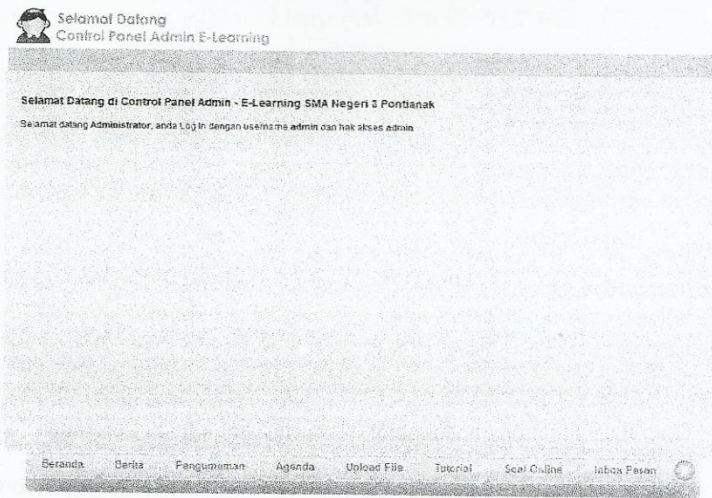 Selamat Datang
Control Panel Admin E-Learning
Selamat Datang di Control Panel Admin - E-Learning SMA Negeri 3 Pontianak
Selamat datang Administrator, anda Log In dengan username admin dan hak akses admin
Beranda Berita Pengumuman Agenda Upload File Tutorial Soal Online Inbox Pesan